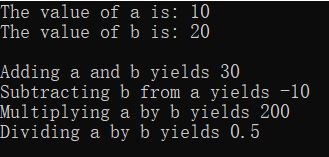 The value of a is: 10
The value of b is: 20
Adding a and b yields 30
Subtracting b from a yields -10
Multiplying a by b yields 200
Dividing a by b yields 0.5